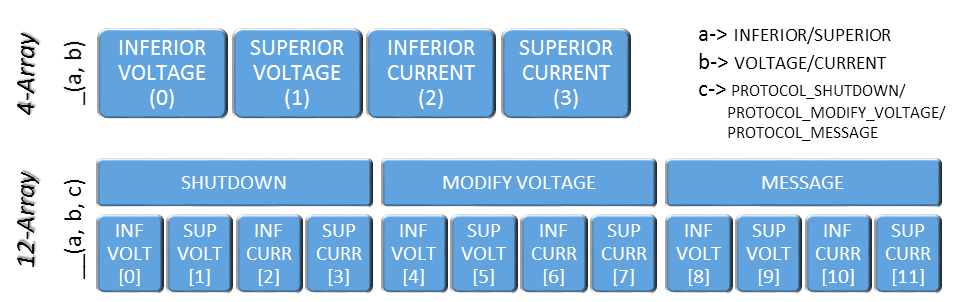 4-Array
_(a, b)
INFERIOR
VOLTAGE
(0)
SUPERIOR
VOLTAGE
(1)
INFERIOR
CURRENT
(2)
SUPERIOR
CURRENT
(3)
a-> INFERIOR/SUPERIOR
b-> VOLTAGE/CURRENT
c-> PROTOCOL_SHUTDOWN/
PROTOCOL_MODIFY_VOLTAGE/
PROTOCOL_MESSAGE
12-Array
__(a, b, c)
SHUTDOWN
MODIFY VOLTAGE
MESSAGE
INF
VOLT
[0]
SUP
VOLT
[1]
INF
CURR
[2]
SUP
CURR
[3]
INF
VOLT
[4]
SUP
VOLT
[5]
INF
CURR
[6]
SUP
CURR
[7]
INF
VOLT
[8]
SUP
VOLT
[9]
INF
CURR
[10]
SUP
CURR
[11]